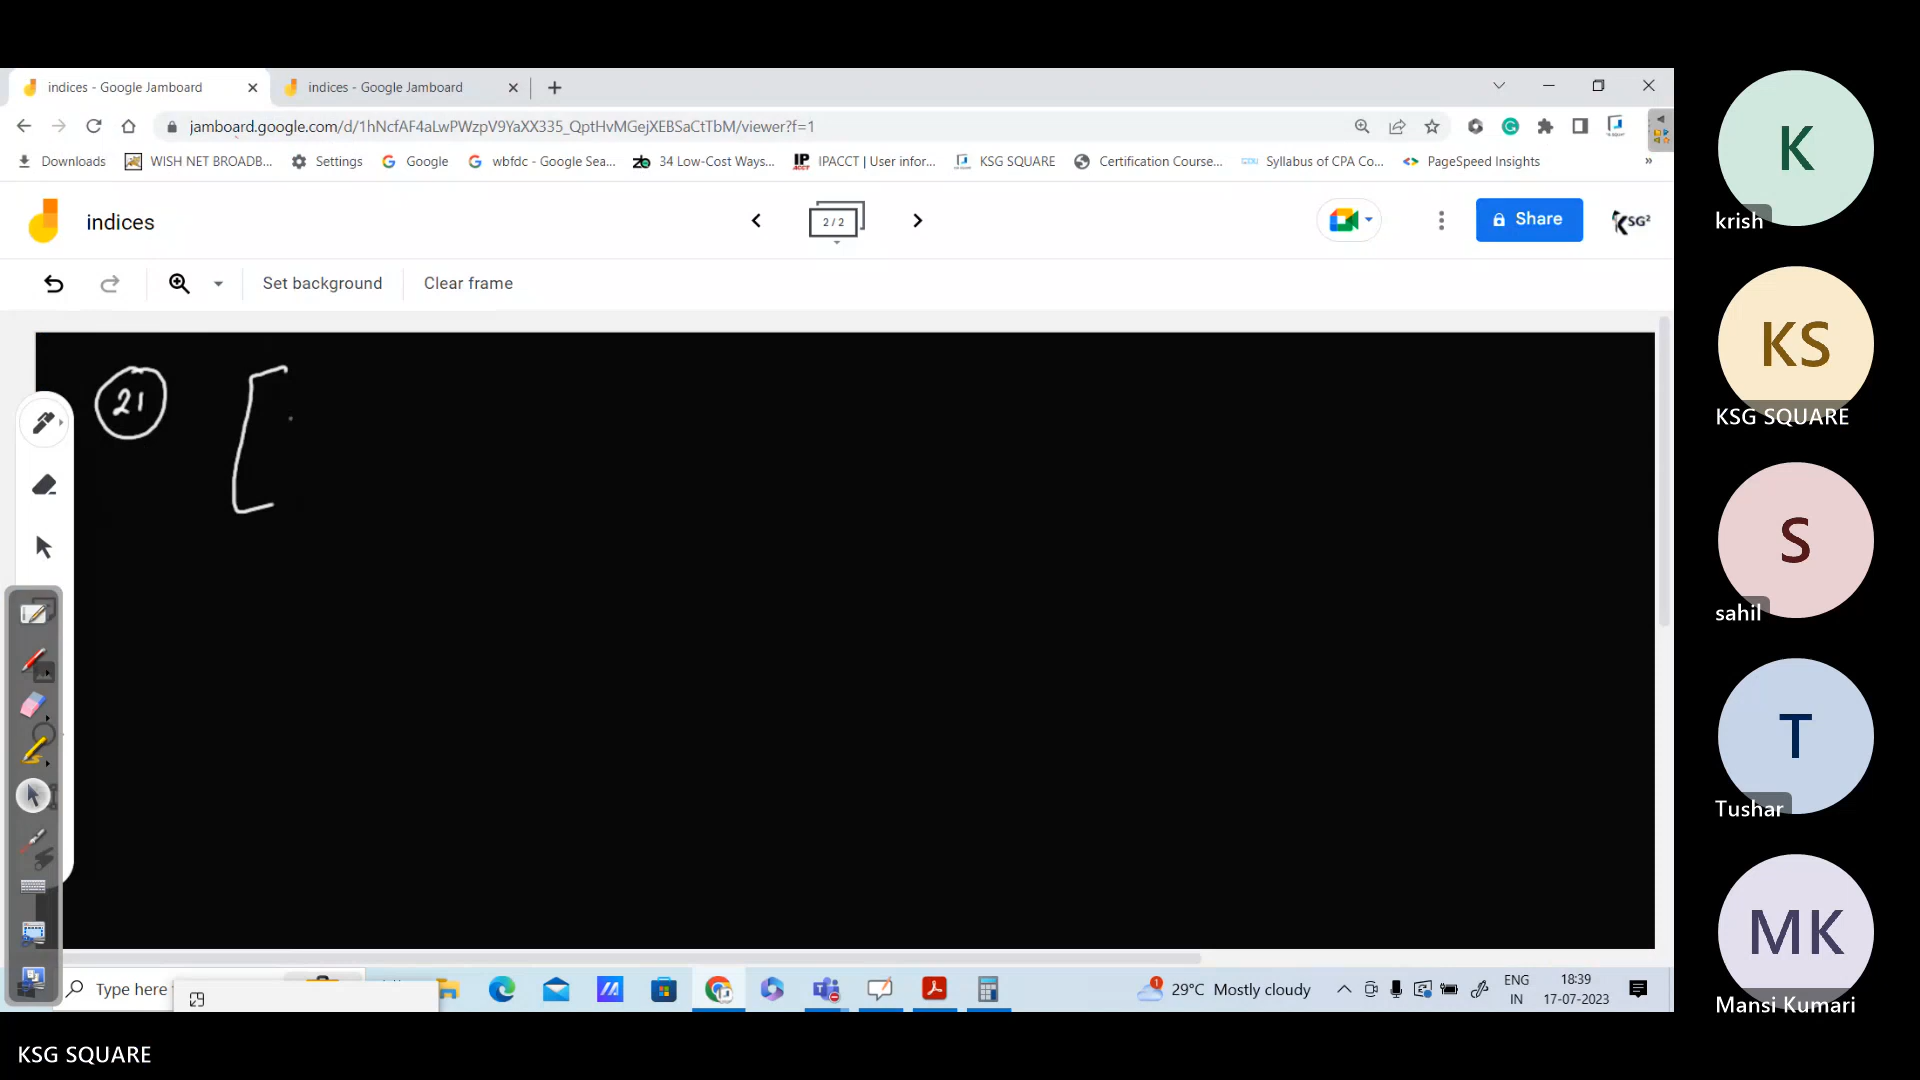 indices - Google Jamboard
indices - Google Jamboard
jamboard.google.com/d/1hNcfAF4aLwPWzpV9YaXX335_QptHvMGejXEBSaCtTbM/viewer?f=1
Downloads WISH NET BROADB... Settings Google wbfdc - Google Sea... 34 Low-Cost Ways... IPACCT | User infor... KSG SQUARE Certification Course... Syllabus of CPA Co... PageSpeed Insights »
indices
2 / 2
Share
KSG²
Set background Clear frame
21 [
K
krish
KS
KSG SQUARE
S
sahil
T
Tushar
MK
Mansi Kumari
Type here
29°C Mostly cloudy
ENG
IN
18:39
17-07-2023
KSG SQUARE